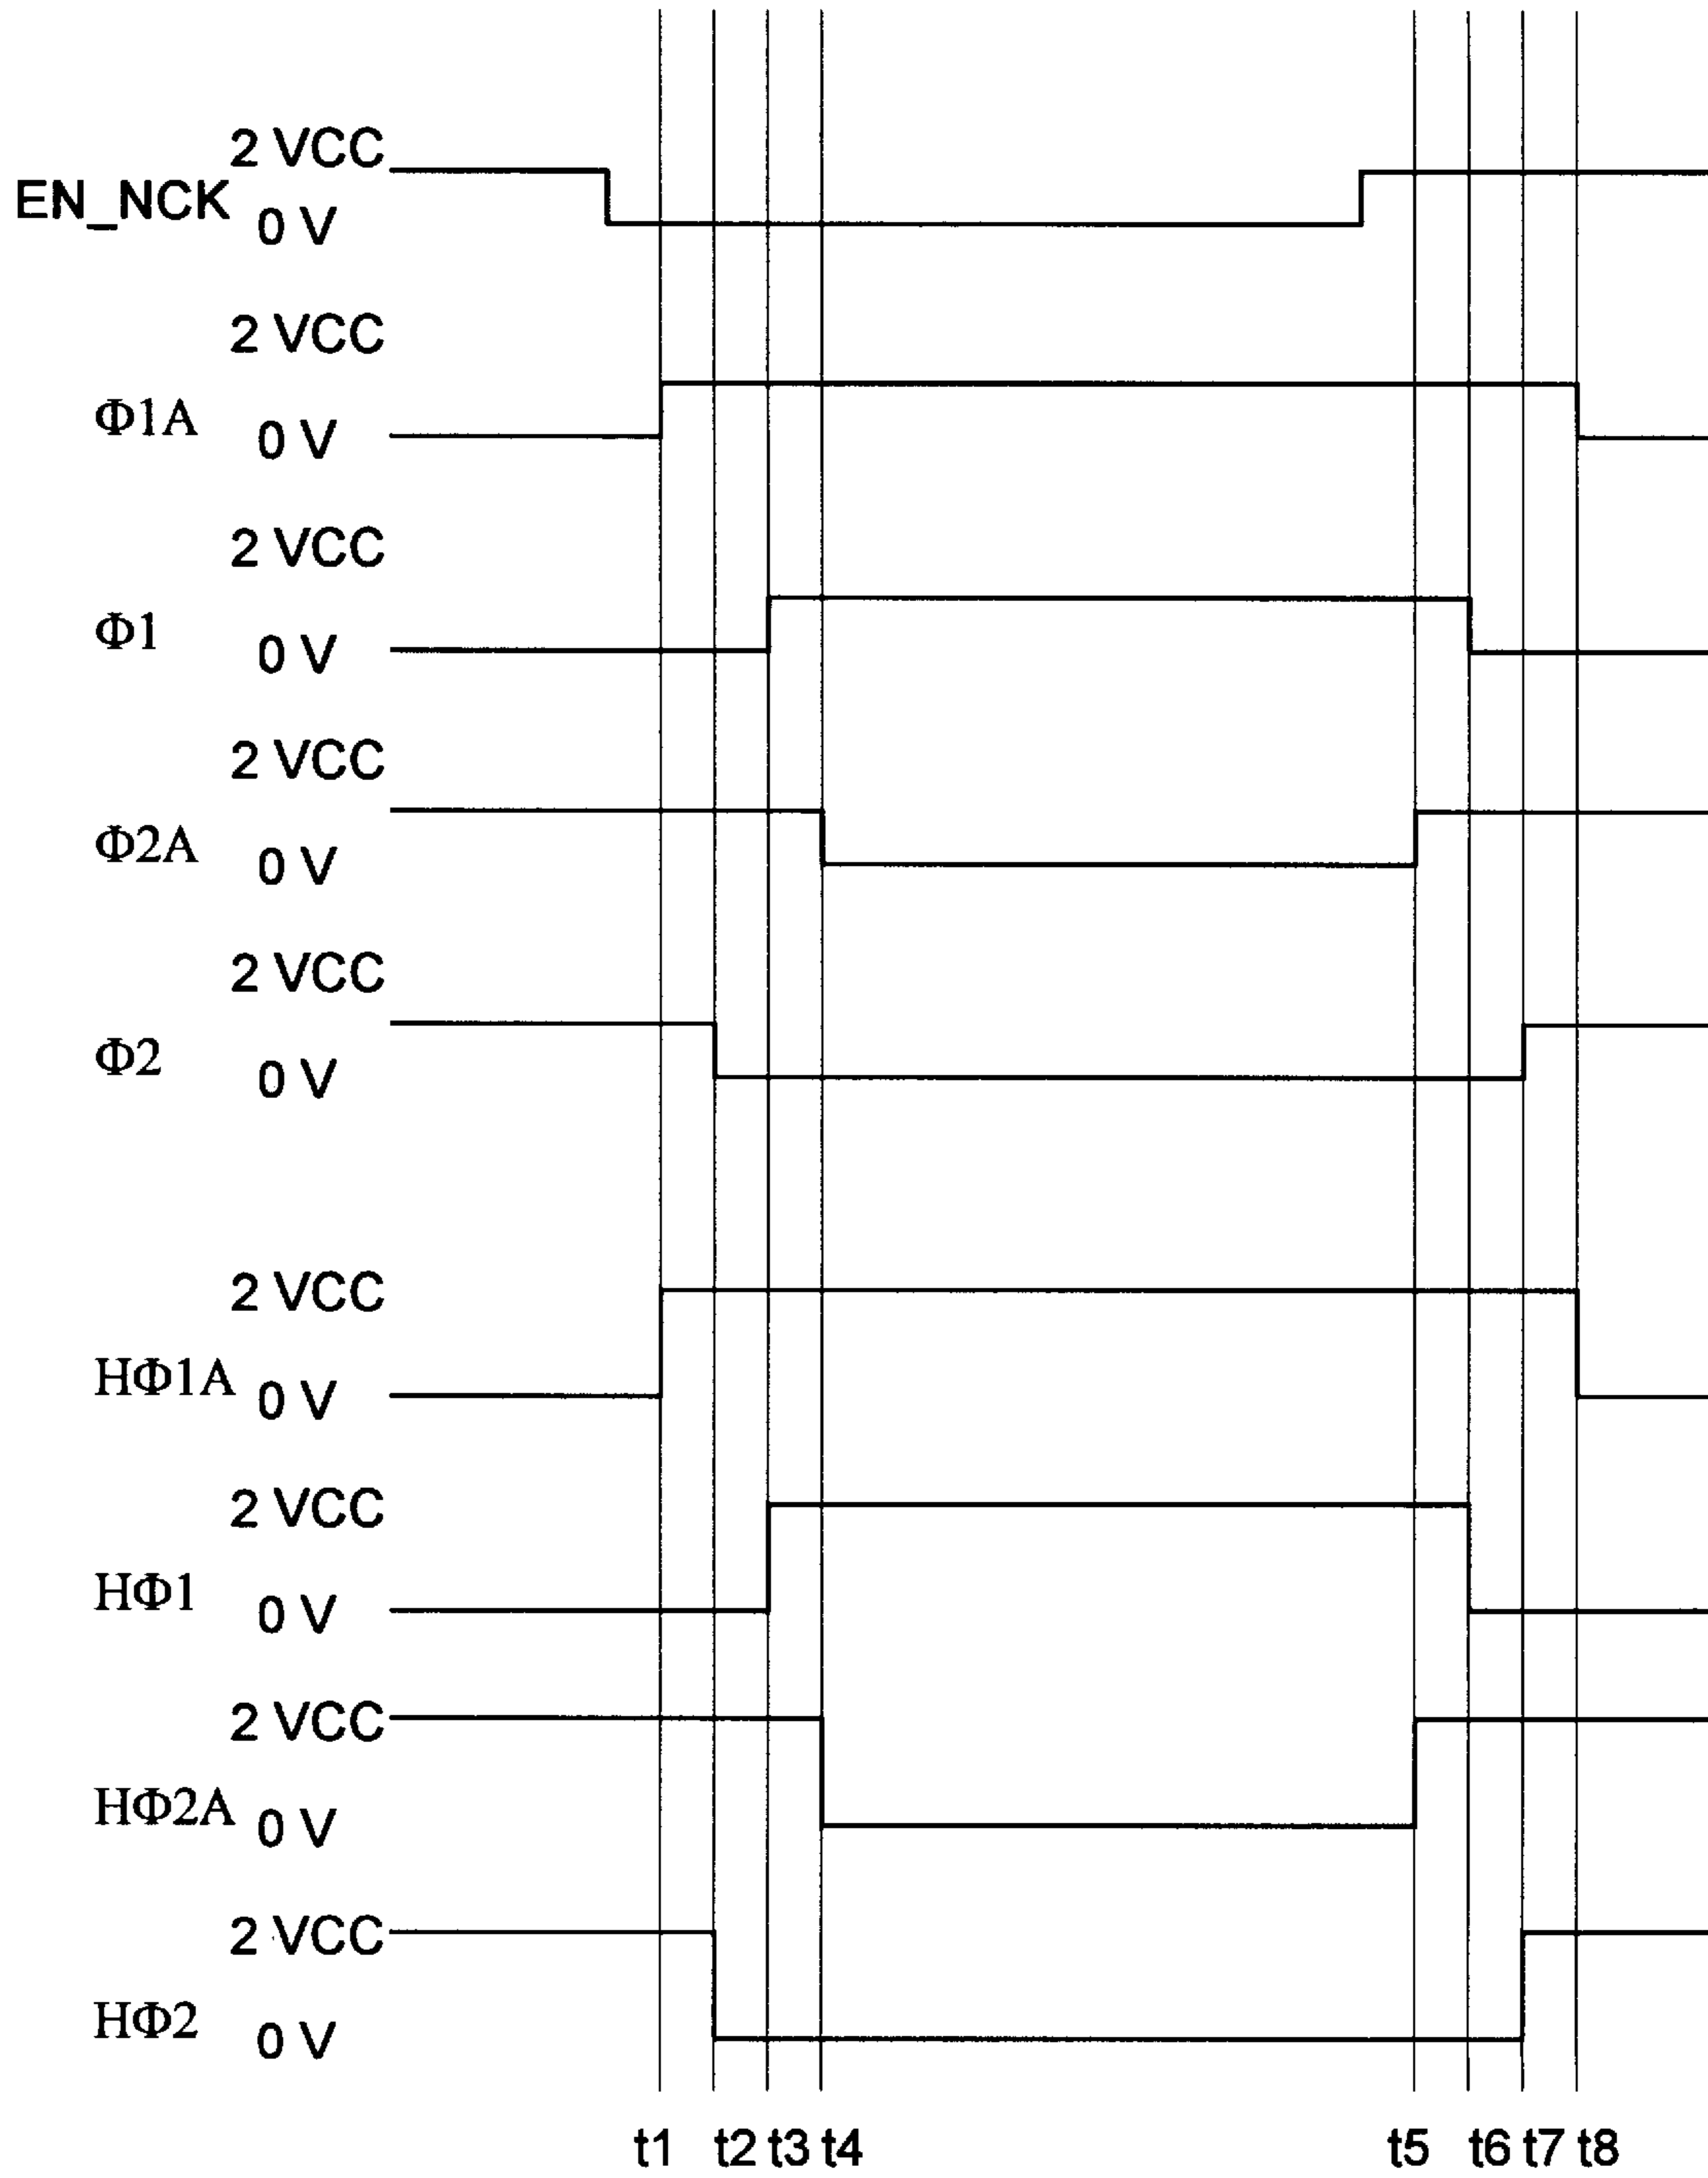 2 VCC
EN_NCK 0 V
2 VCC
Φ1A 0 V
2 VCC
Φ1 0 V
2 VCC
Φ2A 0 V
2 VCC
Φ2 0 V
2 VCC
HΦ1A 0 V
2 VCC
HΦ1 0 V
2 VCC
HΦ2A 0 V
2 VCC
HΦ2 0 V
t1 t2 t3 t4 t5 t6 t7 t8